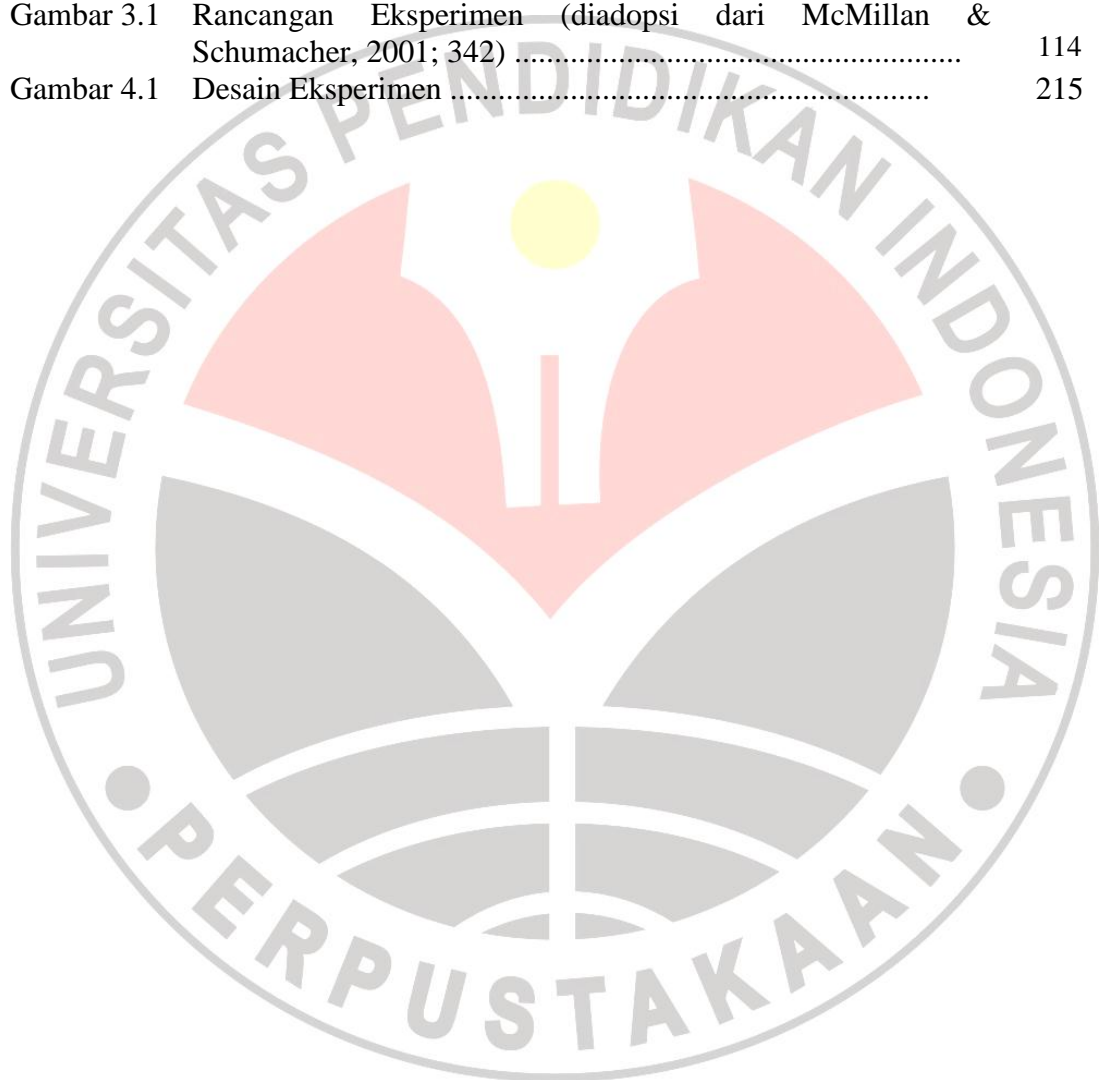 Gambar 3.1 Rancangan Eksperimen (diadopsi dari McMillan &
Schumacher, 2001; 342) ........................................................ 114
Gambar 4.1 Desain Eksperimen ............................................................ 215
UNIVERSITAS PENDIDIKAN INDONESIA
PERPUSTAKAAN